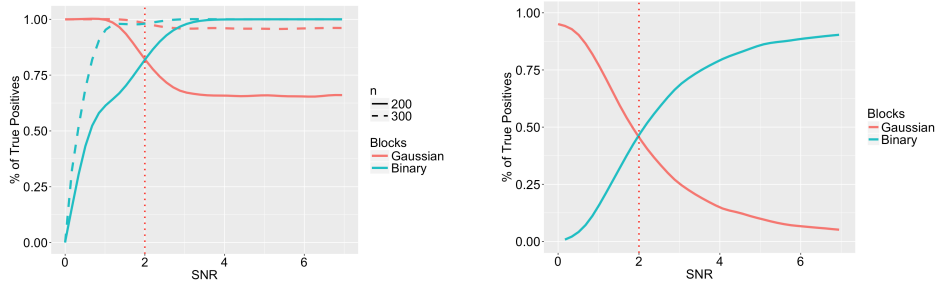 % of True Positives
1.00
0.75
0.50
0.25
0.00
0 2 4 6
SNR
n
200
300
Blocks
Gaussian
Binary
% of True Positives
1.00
0.75
0.50
0.25
0.00
0 2 4 6
SNR
Blocks
Gaussian
Binary